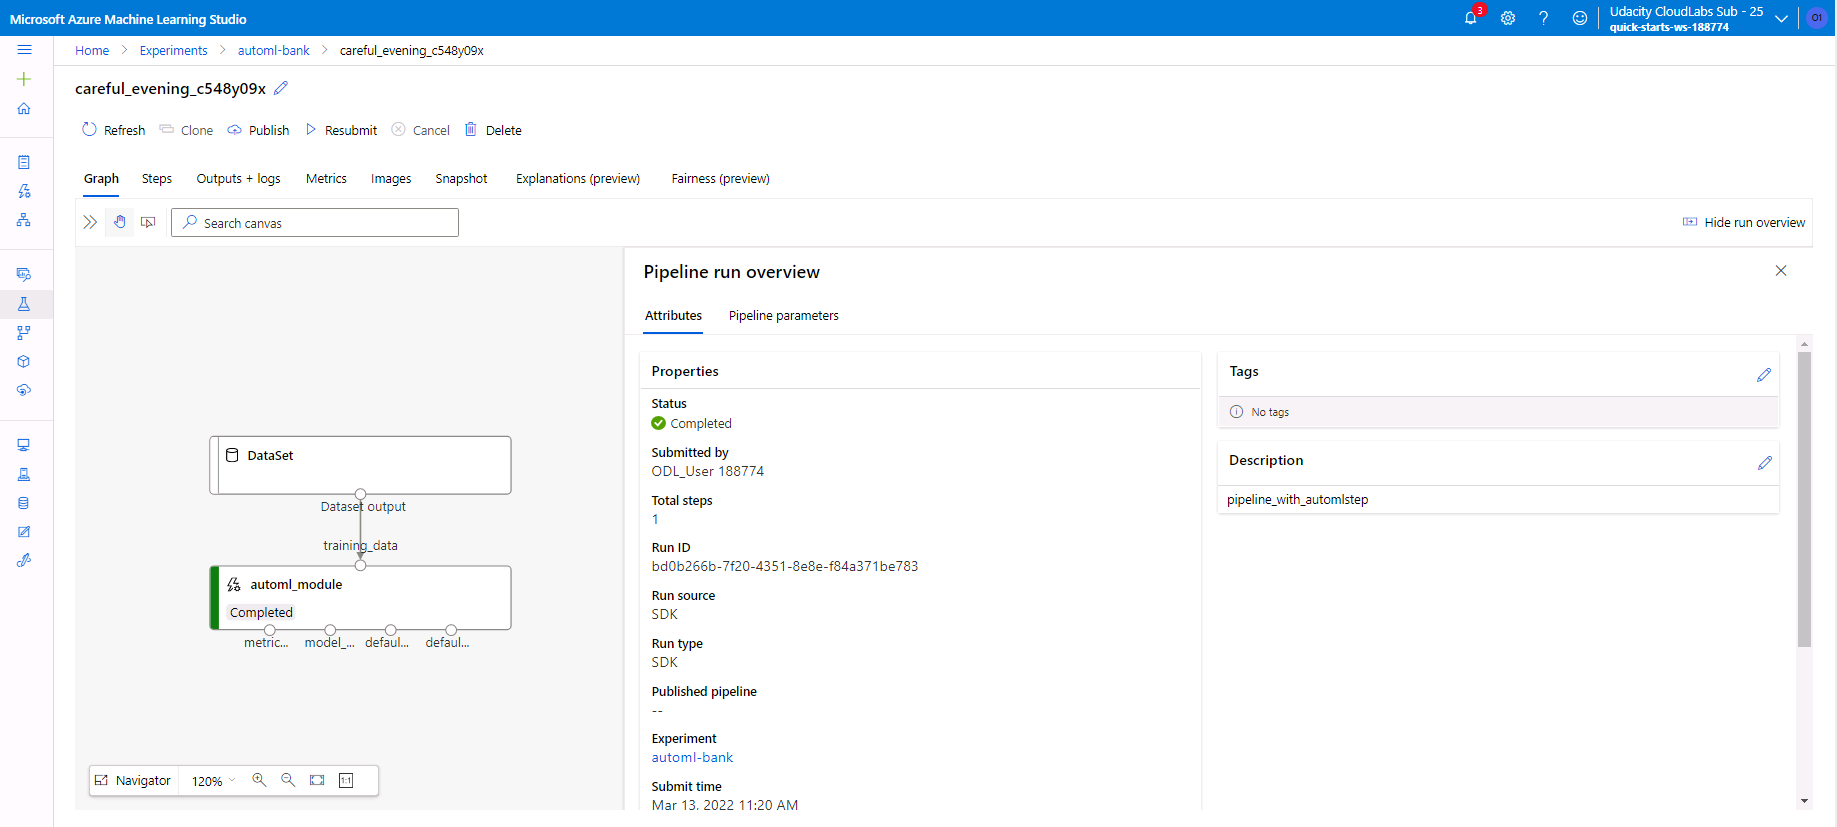 Microsoft Azure Machine Learning Studio
3
Udacity CloudLabs Sub - 25
quick-starts-ws-188774
O1
Home > Experiments > automl-bank > careful_evening_c548y09x
careful_evening_c548y09x
Refresh Clone Publish Resubmit Cancel Delete
Graph Steps Outputs + logs Metrics Images Snapshot Explanations (preview) Fairness (preview)
Search canvas
Hide run overview
DataSet
Dataset output
training_data
automl_module
Completed
metric... model_... defaul... defaul...
Navigator 120% 1:1
Pipeline run overview
Attributes Pipeline parameters
Properties
Status
Completed
Submitted by
ODL_User 188774
Total steps
1
Run ID
bd0b266b-7f20-4351-8e8e-f84a371be783
Run source
SDK
Run type
SDK
Published pipeline
--
Experiment
automl-bank
Submit time
Mar 13, 2022 11:20 AM
Tags
No tags
Description
pipeline_with_automlstep